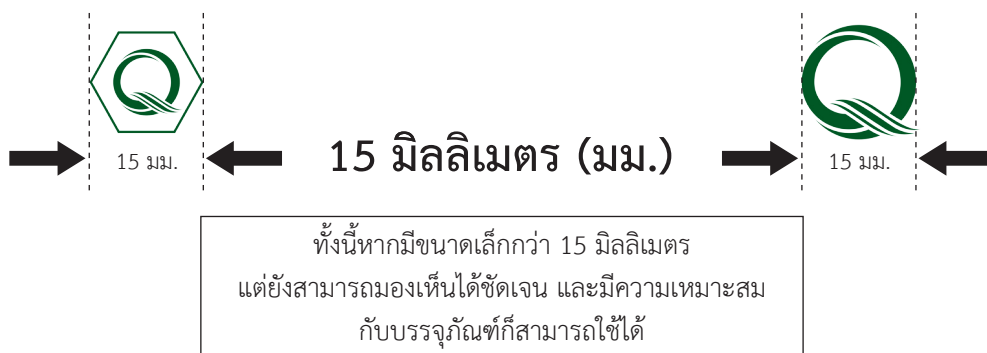 15 มม.
15 มิลลิเมตร (มม.)
15 มม.
ทั้งนี้หากมีขนาดเล็กกว่า 15 มิลลิเมตร
แต่ยังสามารถมองเห็นได้ชัดเจน และมีความเหมาะสม
กับบรรจุภัณฑ์ก็สามารถใช้ได้